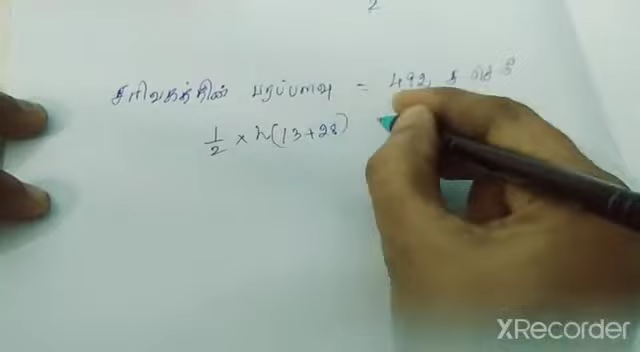 2
சரிவகத்தின் பரப்பளவு = 492 ச செ மீ
1/2 × h(13+28)
XRecorder